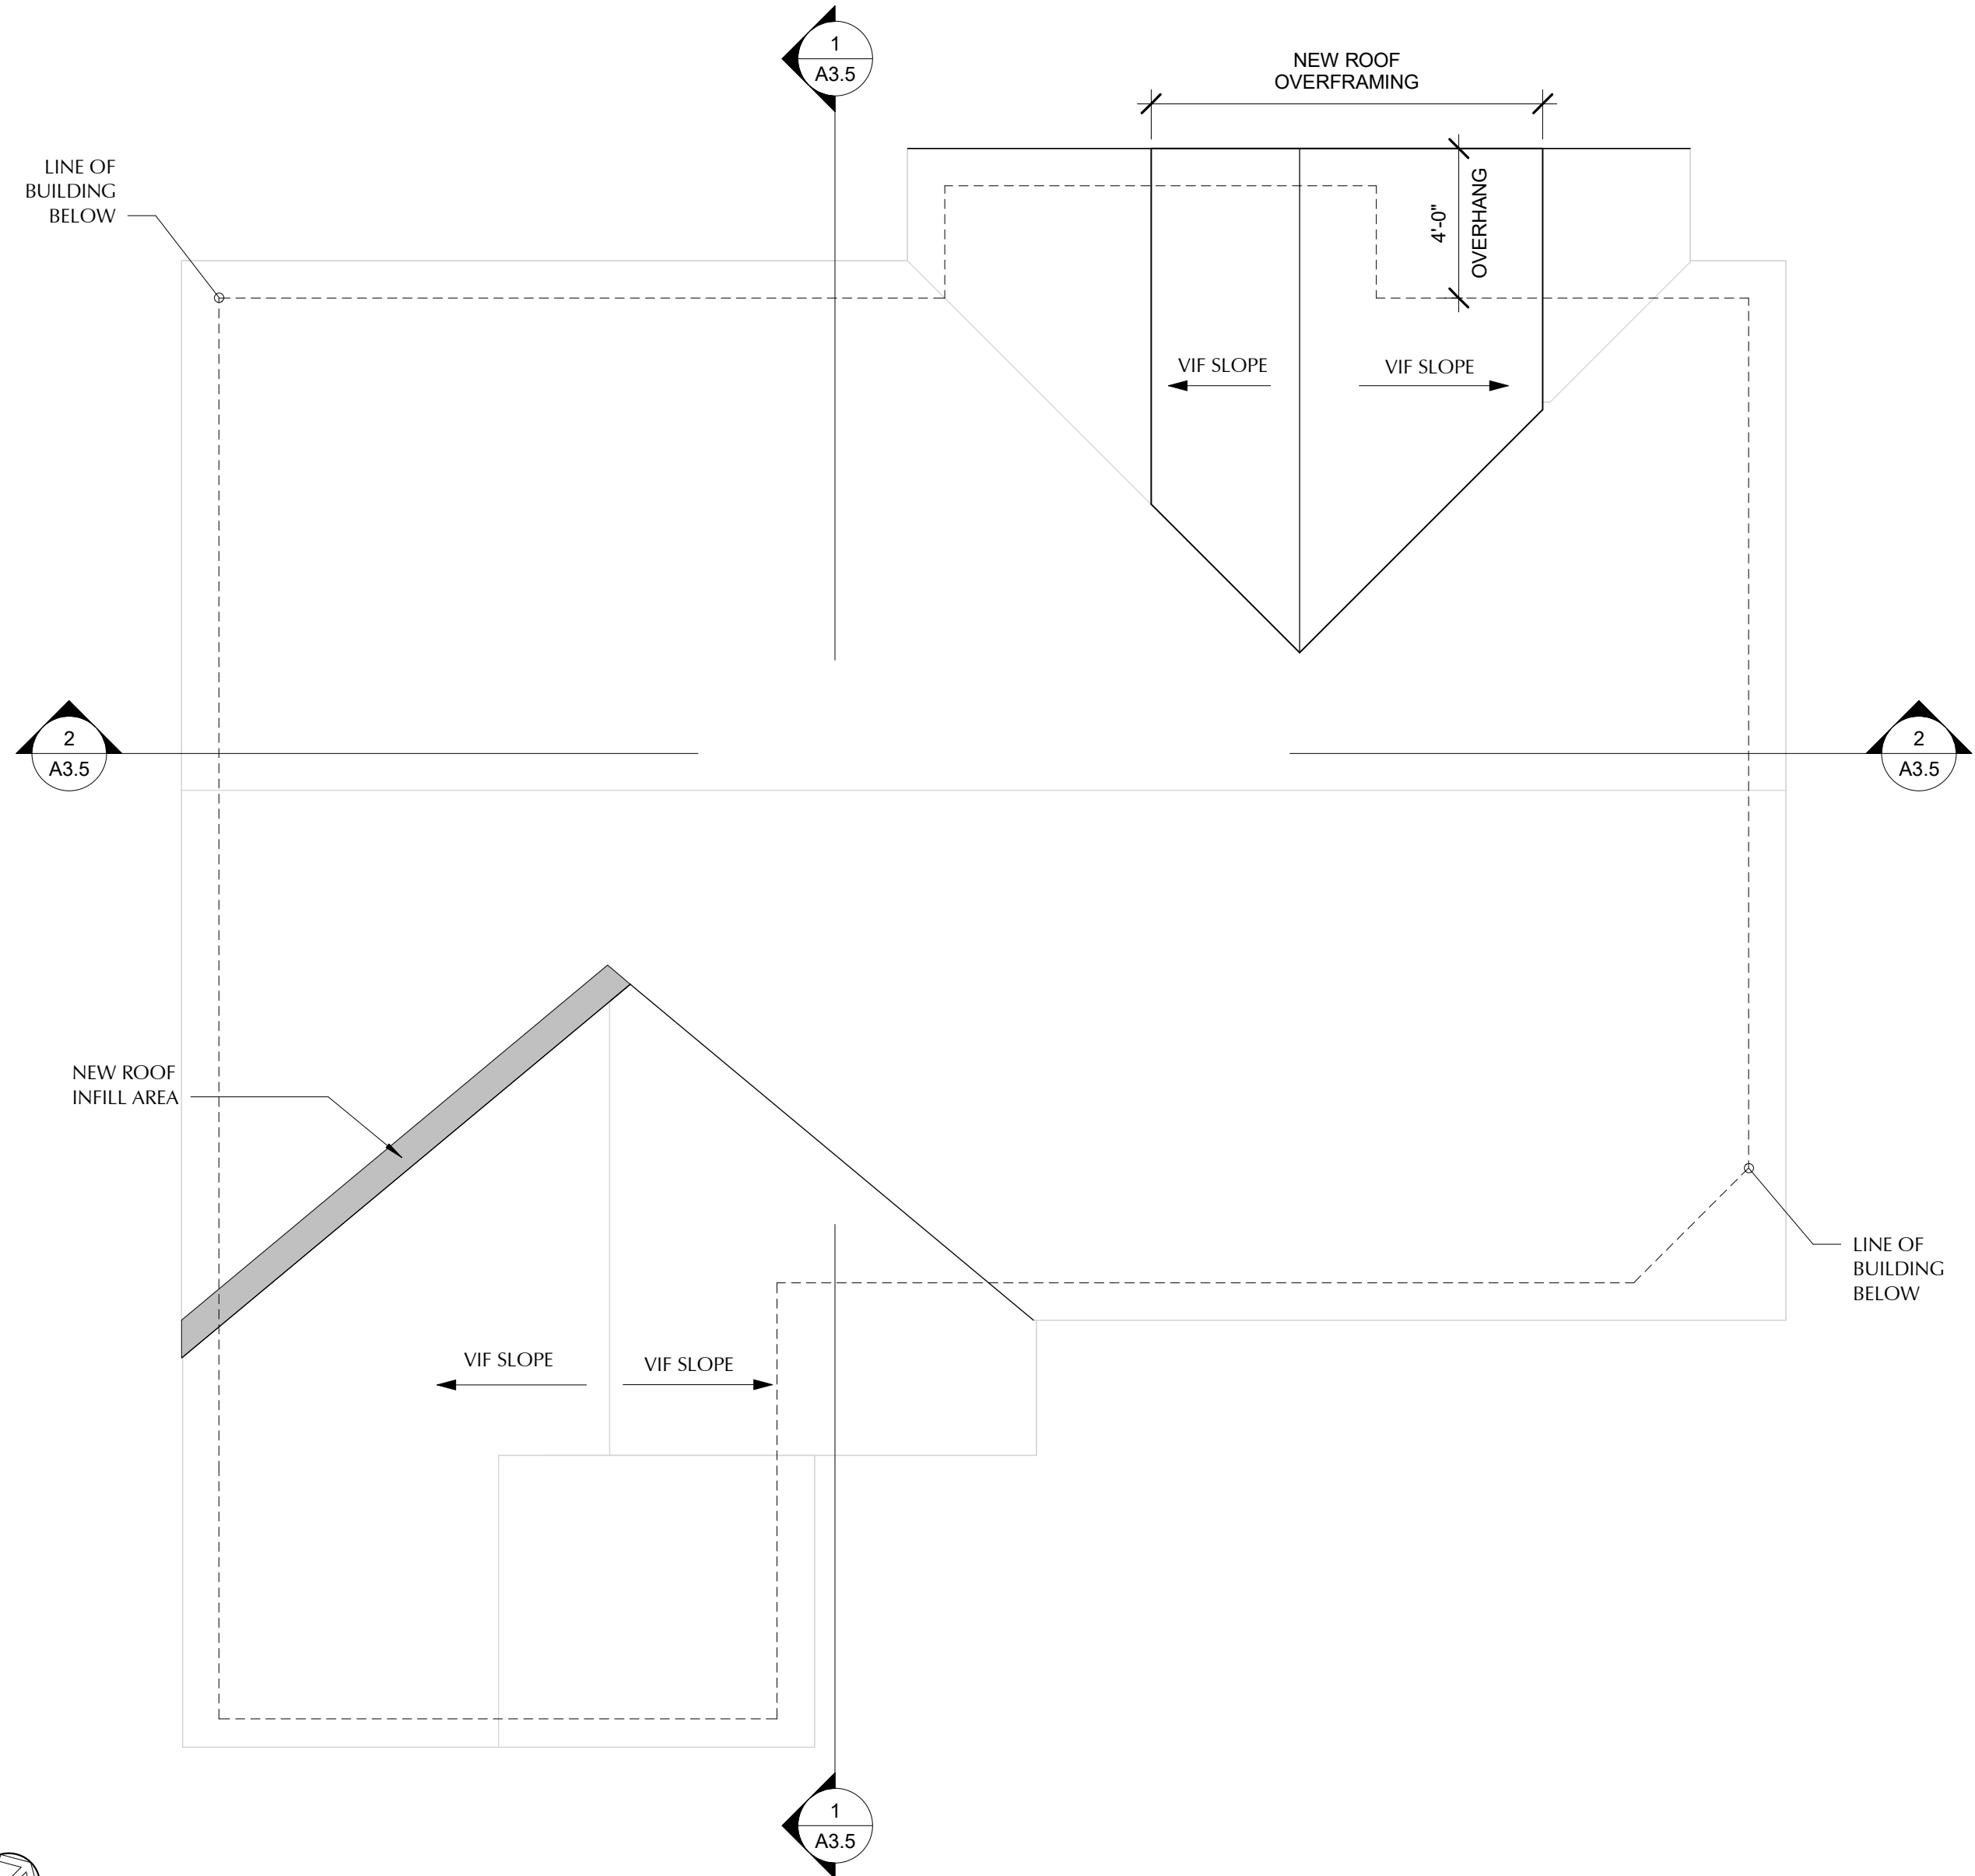 1
A3.5
NEW ROOF
OVERFRAMING
LINE OF
BUILDING
BELOW
4'-0"
OVERHANG
VIF SLOPE
VIF SLOPE
2
A3.5
2
A3.5
NEW ROOF
INFILL AREA
LINE OF
BUILDING
BELOW
VIF SLOPE
VIF SLOPE
1
A3.5